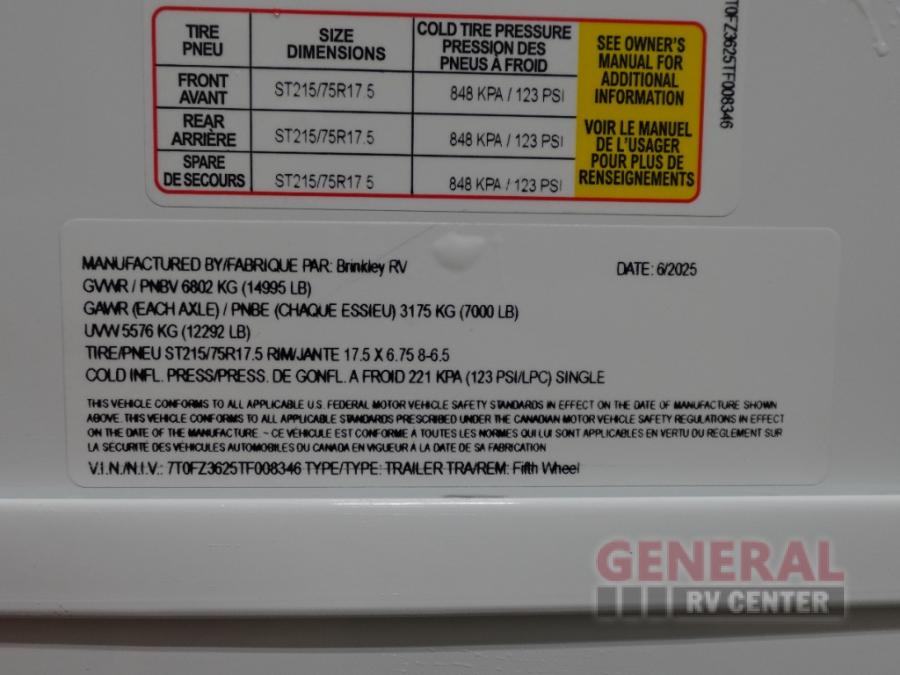 TIRE PNEU | SIZE DIMENSIONS | COLD TIRE PRESSURE PRESSION DES PNEUS À FROID
FRONT AVANT | ST215/75R17.5 | 848 KPA / 123 PSI
REAR ARRIÈRE | ST215/75R17.5 | 848 KPA / 123 PSI
SPARE DE SECOURS | ST215/75R17.5 | 848 KPA / 123 PSI
SEE OWNER'S
MANUAL FOR
ADDITIONAL
INFORMATION
VOIR LE MANUEL
DE L'USAGER
POUR PLUS DE
RENSEIGNEMENTS
T0FZ3625TF008346
MANUFACTURED BY/FABRIQUE PAR: Brinkley RV DATE: 6/2025
GVWR / PNBV 6802 KG (14995 LB)
GAWR (EACH AXLE) / PNBE (CHAQUE ESSIEU) 3175 KG (7000 LB)
UVW 5576 KG (12292 LB)
TIRE/PNEU ST215/75R17.5 RIM/JANTE 17.5 X 6.75 8-6.5
COLD INFL. PRESS/PRESS. DE GONFL. A FROID 221 KPA (123 PSI/LPC) SINGLE
THIS VEHICLE CONFORMS TO ALL APPLICABLE U.S. FEDERAL MOTOR VEHICLE SAFETY STANDARDS IN EFFECT ON THE DATE OF MANUFACTURE SHOWN
ABOVE. THIS VEHICLE CONFORMS TO ALL APPLICABLE STANDARDS PRESCRIBED UNDER THE CANADIAN MOTOR VEHICLE SAFETY REGULATIONS IN EFFECT
ON THE DATE OF THE MANUFACTURE ~ CE VEHICULE EST CONFORME A TOUTES LES NORMES QUI LUI SONT APPLICABLES EN VERTU DU REGLEMENT SUR
LA SECURITE DES VEHICULES AUTOMOBILES DU CANADA EN VIGUEUR A LA DATE DE SA FABRICATION
V.I.N./N.I.V.: 7T0FZ3625TF008346 TYPE/TYPE: TRAILER TRA/REM: Fifth Wheel
GENERAL
RV CENTER